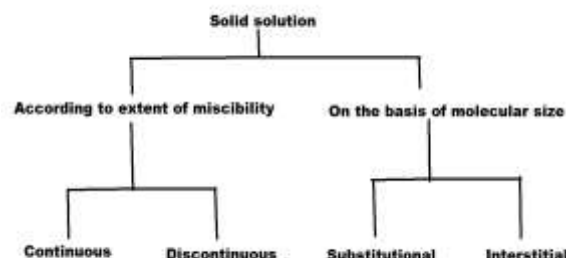 Solid solution
According to extent of miscibility
On the basis of molecular size
Continuous
Discontinuous
Substitutional
Interstitial